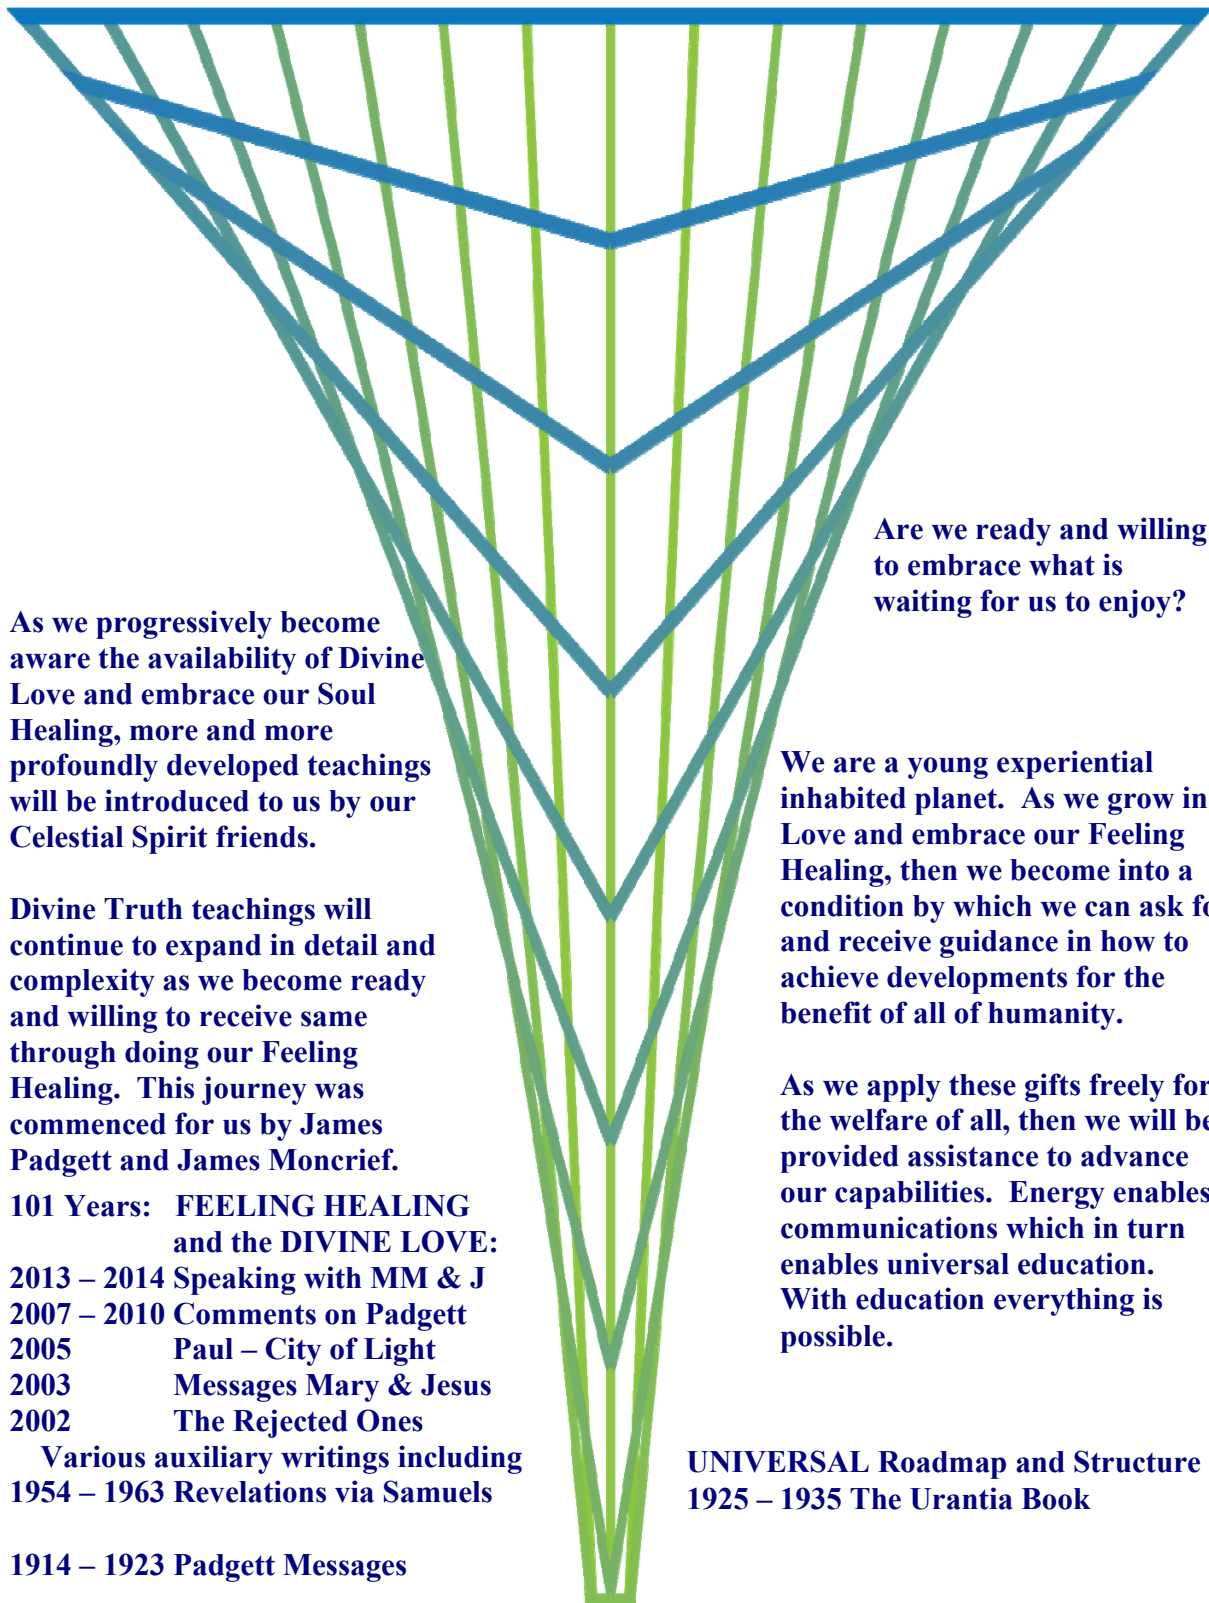 Are we ready and willing
to embrace what is
waiting for us to enjoy?
As we progressively become
aware the availability of Divine
Love and embrace our Soul
Healing, more and more
profoundly developed teachings
will be introduced to us by our
Celestial Spirit friends.
Divine Truth teachings will
continue to expand in detail and
complexity as we become ready
and willing to receive same
through doing our Feeling
Healing.  This journey was
commenced for us by James
Padgett and James Moncrief.
101 Years:   FEELING HEALING
and the DIVINE LOVE:
2013 – 2014 Speaking with MM & J
2007 – 2010 Comments on Padgett
2005 Paul – City of Light
2003 Messages Mary & Jesus
2002 The Rejected Ones
Various auxiliary writings including
1954 – 1963 Revelations via Samuels
1914 – 1923 Padgett Messages
We are a young experiential
inhabited planet.  As we grow in
Love and embrace our Feeling
Healing, then we become into a
condition by which we can ask fo
and receive guidance in how to
achieve developments for the
benefit of all of humanity.
As we apply these gifts freely for
the welfare of all, then we will be
provided assistance to advance
our capabilities.  Energy enables
communications which in turn
enables universal education.
With education everything is
possible.
UNIVERSAL Roadmap and Structure
1925 – 1935 The Urantia Book